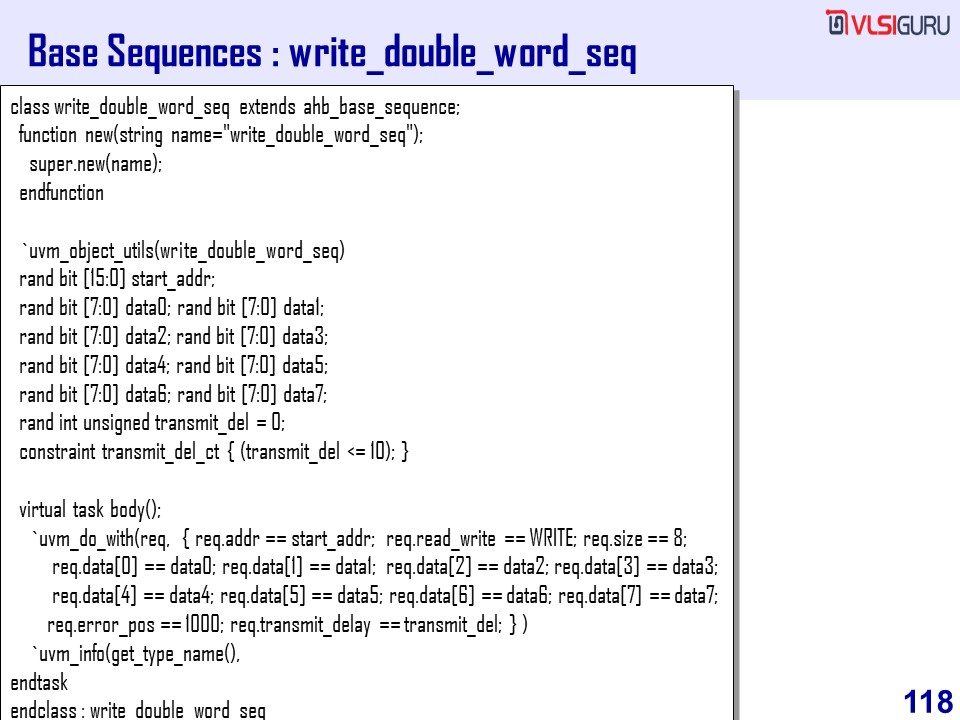 VLSIGURU
Base Sequences : write_double_word_seq
class write_double_word_seq extends ahb_base_sequence;
function new(string name="write_double_word_seq");
super.new(name);
endfunction
`uvm_object_utils(write_double_word_seq)
rand bit [15:0] start_addr;
rand bit [7:0] data0; rand bit [7:0] data1;
rand bit [7:0] data2; rand bit [7:0] data3;
rand bit [7:0] data4; rand bit [7:0] data5;
rand bit [7:0] data6; rand bit [7:0] data7;
rand int unsigned transmit_del = 0;
constraint transmit_del_ct { (transmit_del <= 10); }
virtual task body();
`uvm_do_with(req, { req.addr == start_addr; req.read_write == WRITE; req.size == 8;
req.data[0] == data0; req.data[1] == data1; req.data[2] == data2; req.data[3] == data3;
req.data[4] == data4; req.data[5] == data5; req.data[6] == data6; req.data[7] == data7;
req.error_pos == 1000; req.transmit_delay == transmit_del; } )
`uvm_info(get_type_name(),
endtask
endclass : write_double_word_seq
118